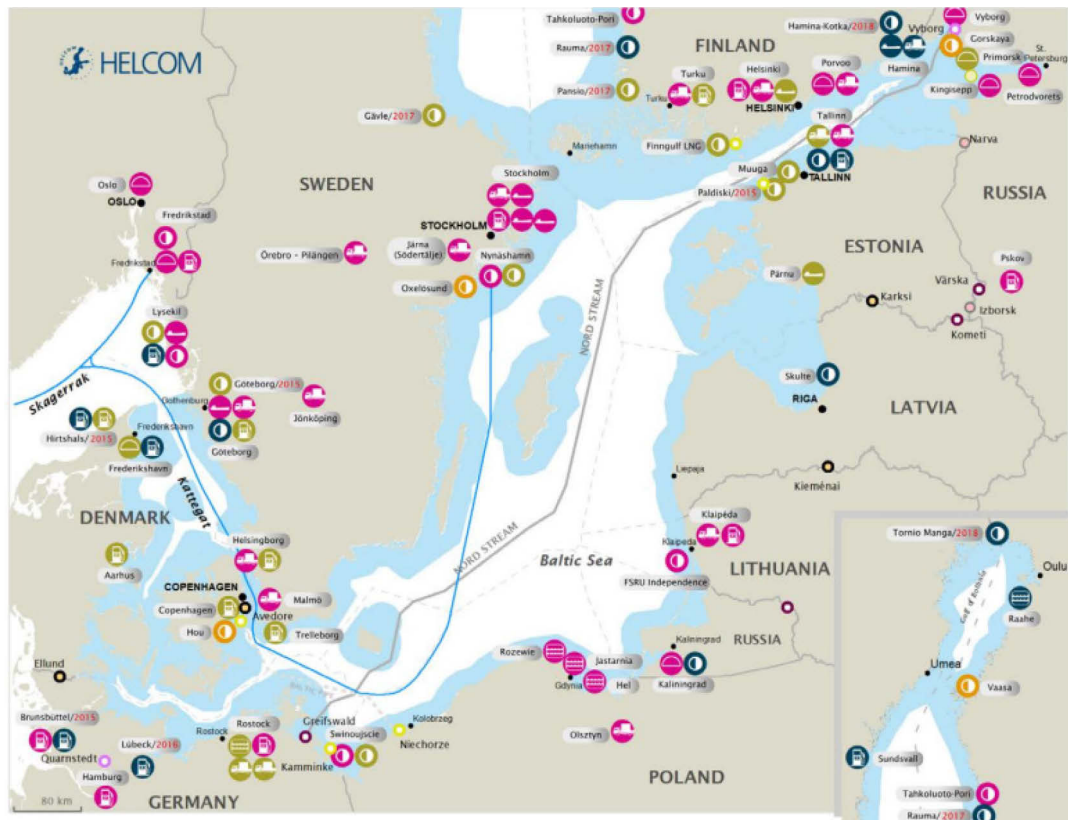 HELCOM
Tahkoluoto-Pori
Rauma/2017
FINLAND
Hamina-Kotka/2018
Vyborg
Vyborg
Gorskaya
Primorsk
St.
Petersburg
Hamina
Kingisepp
Petrodvorets
Pansio/2017
Turku
Turku
Helsinki
HELSINKI
Porvoo
Gävle/2017
Mariehamn
Finngulf LNG
Tallinn
TALLINN
Muuga
Paldiski/2015
Narva
RUSSIA
SWEDEN
Stockholm
STOCKHOLM
Oslo
OSLO
Fredrikstad
Fredrikstad
Örebro - Pilängen
Järna
(Södertälje)
Nynäshamn
Oxelösund
ESTONIA
Pärnu
Pskov
Värska
Izborsk
Karksi
Kometi
NORD STREAM
Lysekil
Skagerrak
Göteborg/2015
Gothenburg
Göteborg
Jönköping
Skulte
RIGA
LATVIA
Hirtshals/2015
Frederikshavn
Frederikshavn
Kattegat
Liepaja
Kiemėnai
DENMARK
Aarhus
Helsingborg
NORD STREAM
Baltic Sea
Klaipėda
Klaipeda
FSRU Independence
LITHUANIA
COPENHAGEN
Copenhagen
Avedore
Malmö
Hou
Trelleborg
RUSSIA
Kaliningrad
Kaliningrad
Rozewie
Jastarnia
Gdynia
Hel
Ellund
Brunsbüttel/2015
Lübeck/2016
Quarnstedt
Hamburg
Rostock
Rostock
Greifswald
Swinoujscie
Kolobrzeg
Niechorze
Kamminke
Olsztyn
POLAND
GERMANY
80 km
Tornio Manga/2018
Oulu
Raahe
Umea
Vaasa
Sundsvall
Tahkoluoto-Pori
Rauma/2017